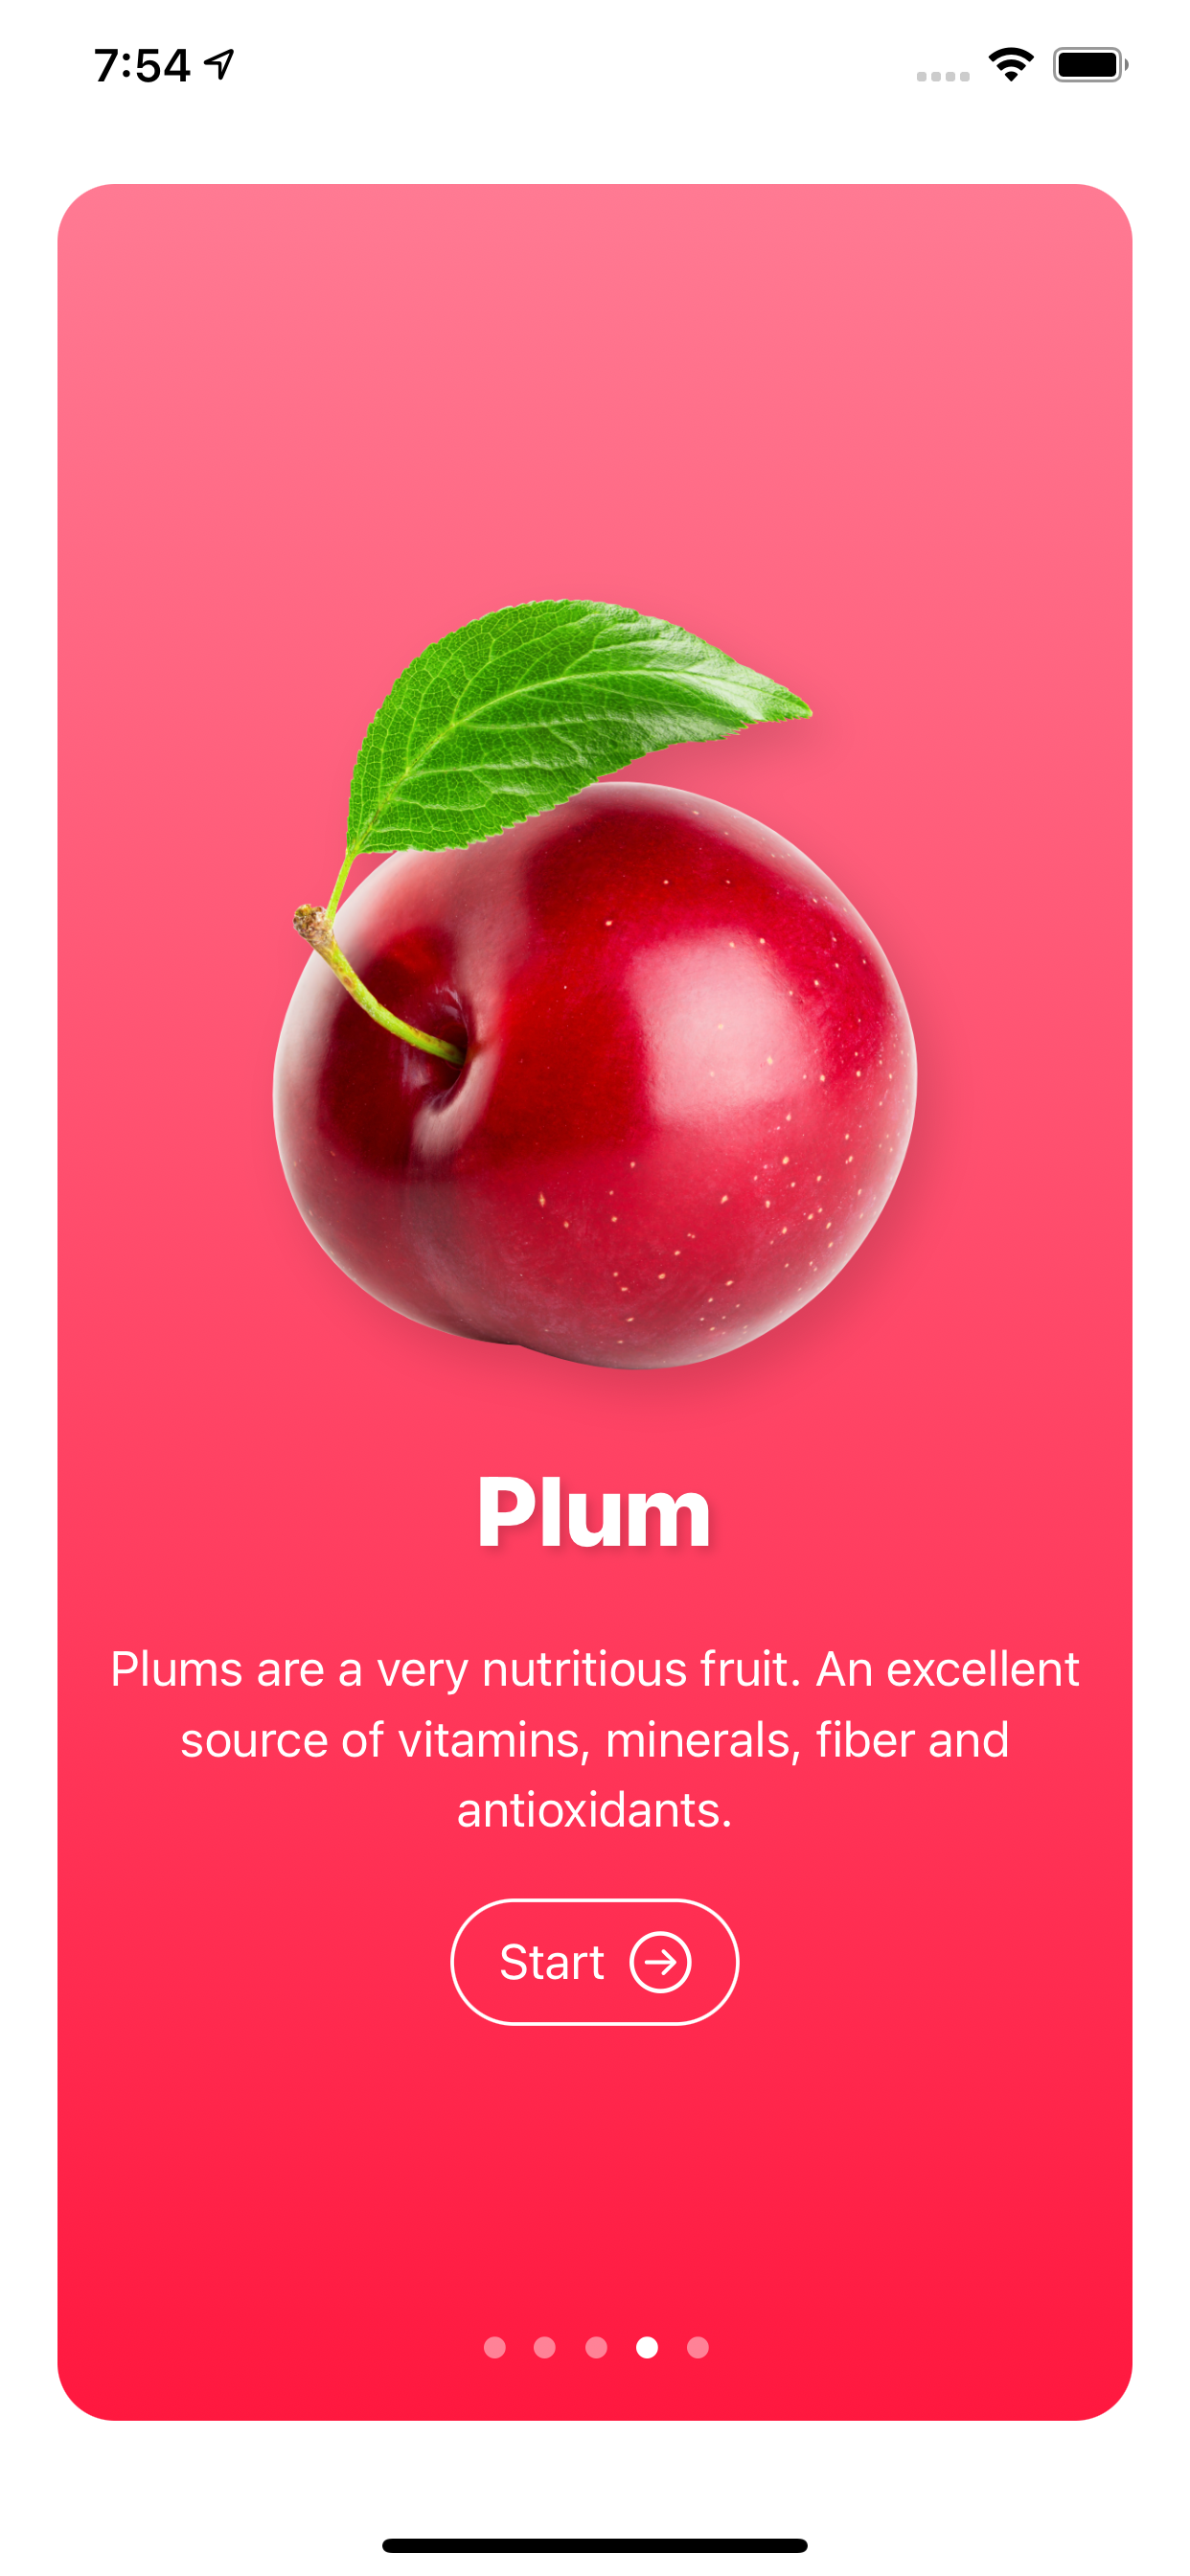 7:54
Plum
Plums are a very nutritious fruit. An excellent
source of vitamins, minerals, fiber and
antioxidants.
Start